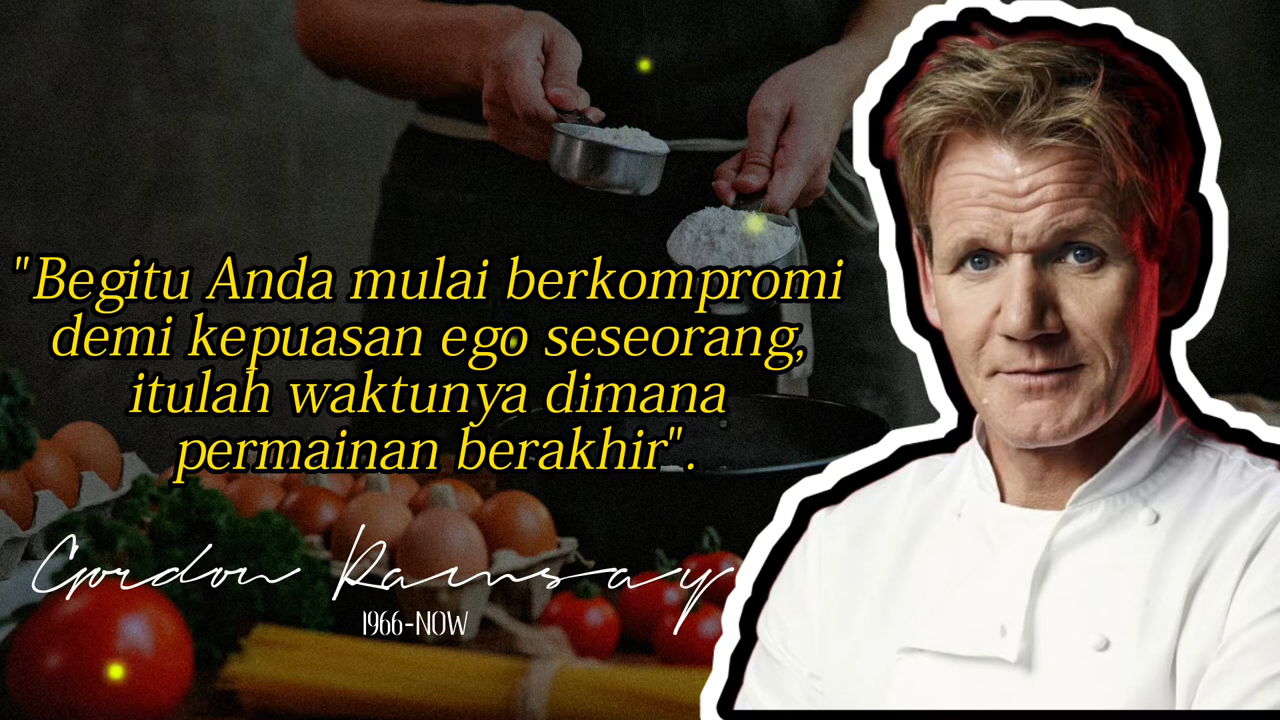 "Begitu Anda mulai berkompromi
demi kepuasan ego seseorang,
itulah waktunya dimana
permainan berakhir".
Gordon Ramsay
1966-NOW